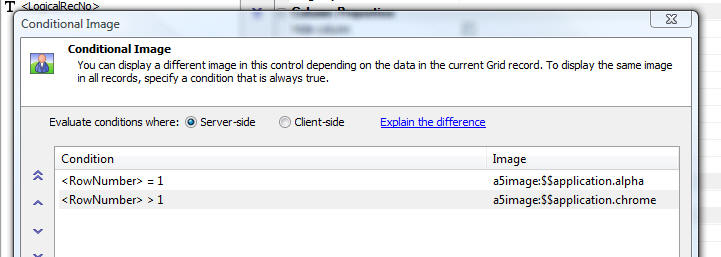 T <LogicalRecNo>
Conditional Image
Conditional Image
You can display a different image in this control depending on the data in the current Grid record. To display the same image
in all records, specify a condition that is always true.
Evaluate conditions where: Server-side Client-side Explain the difference
Condition Image
<RowNumber> = 1 a5image:$$application.alpha
<RowNumber> > 1 a5image:$$application.chrome